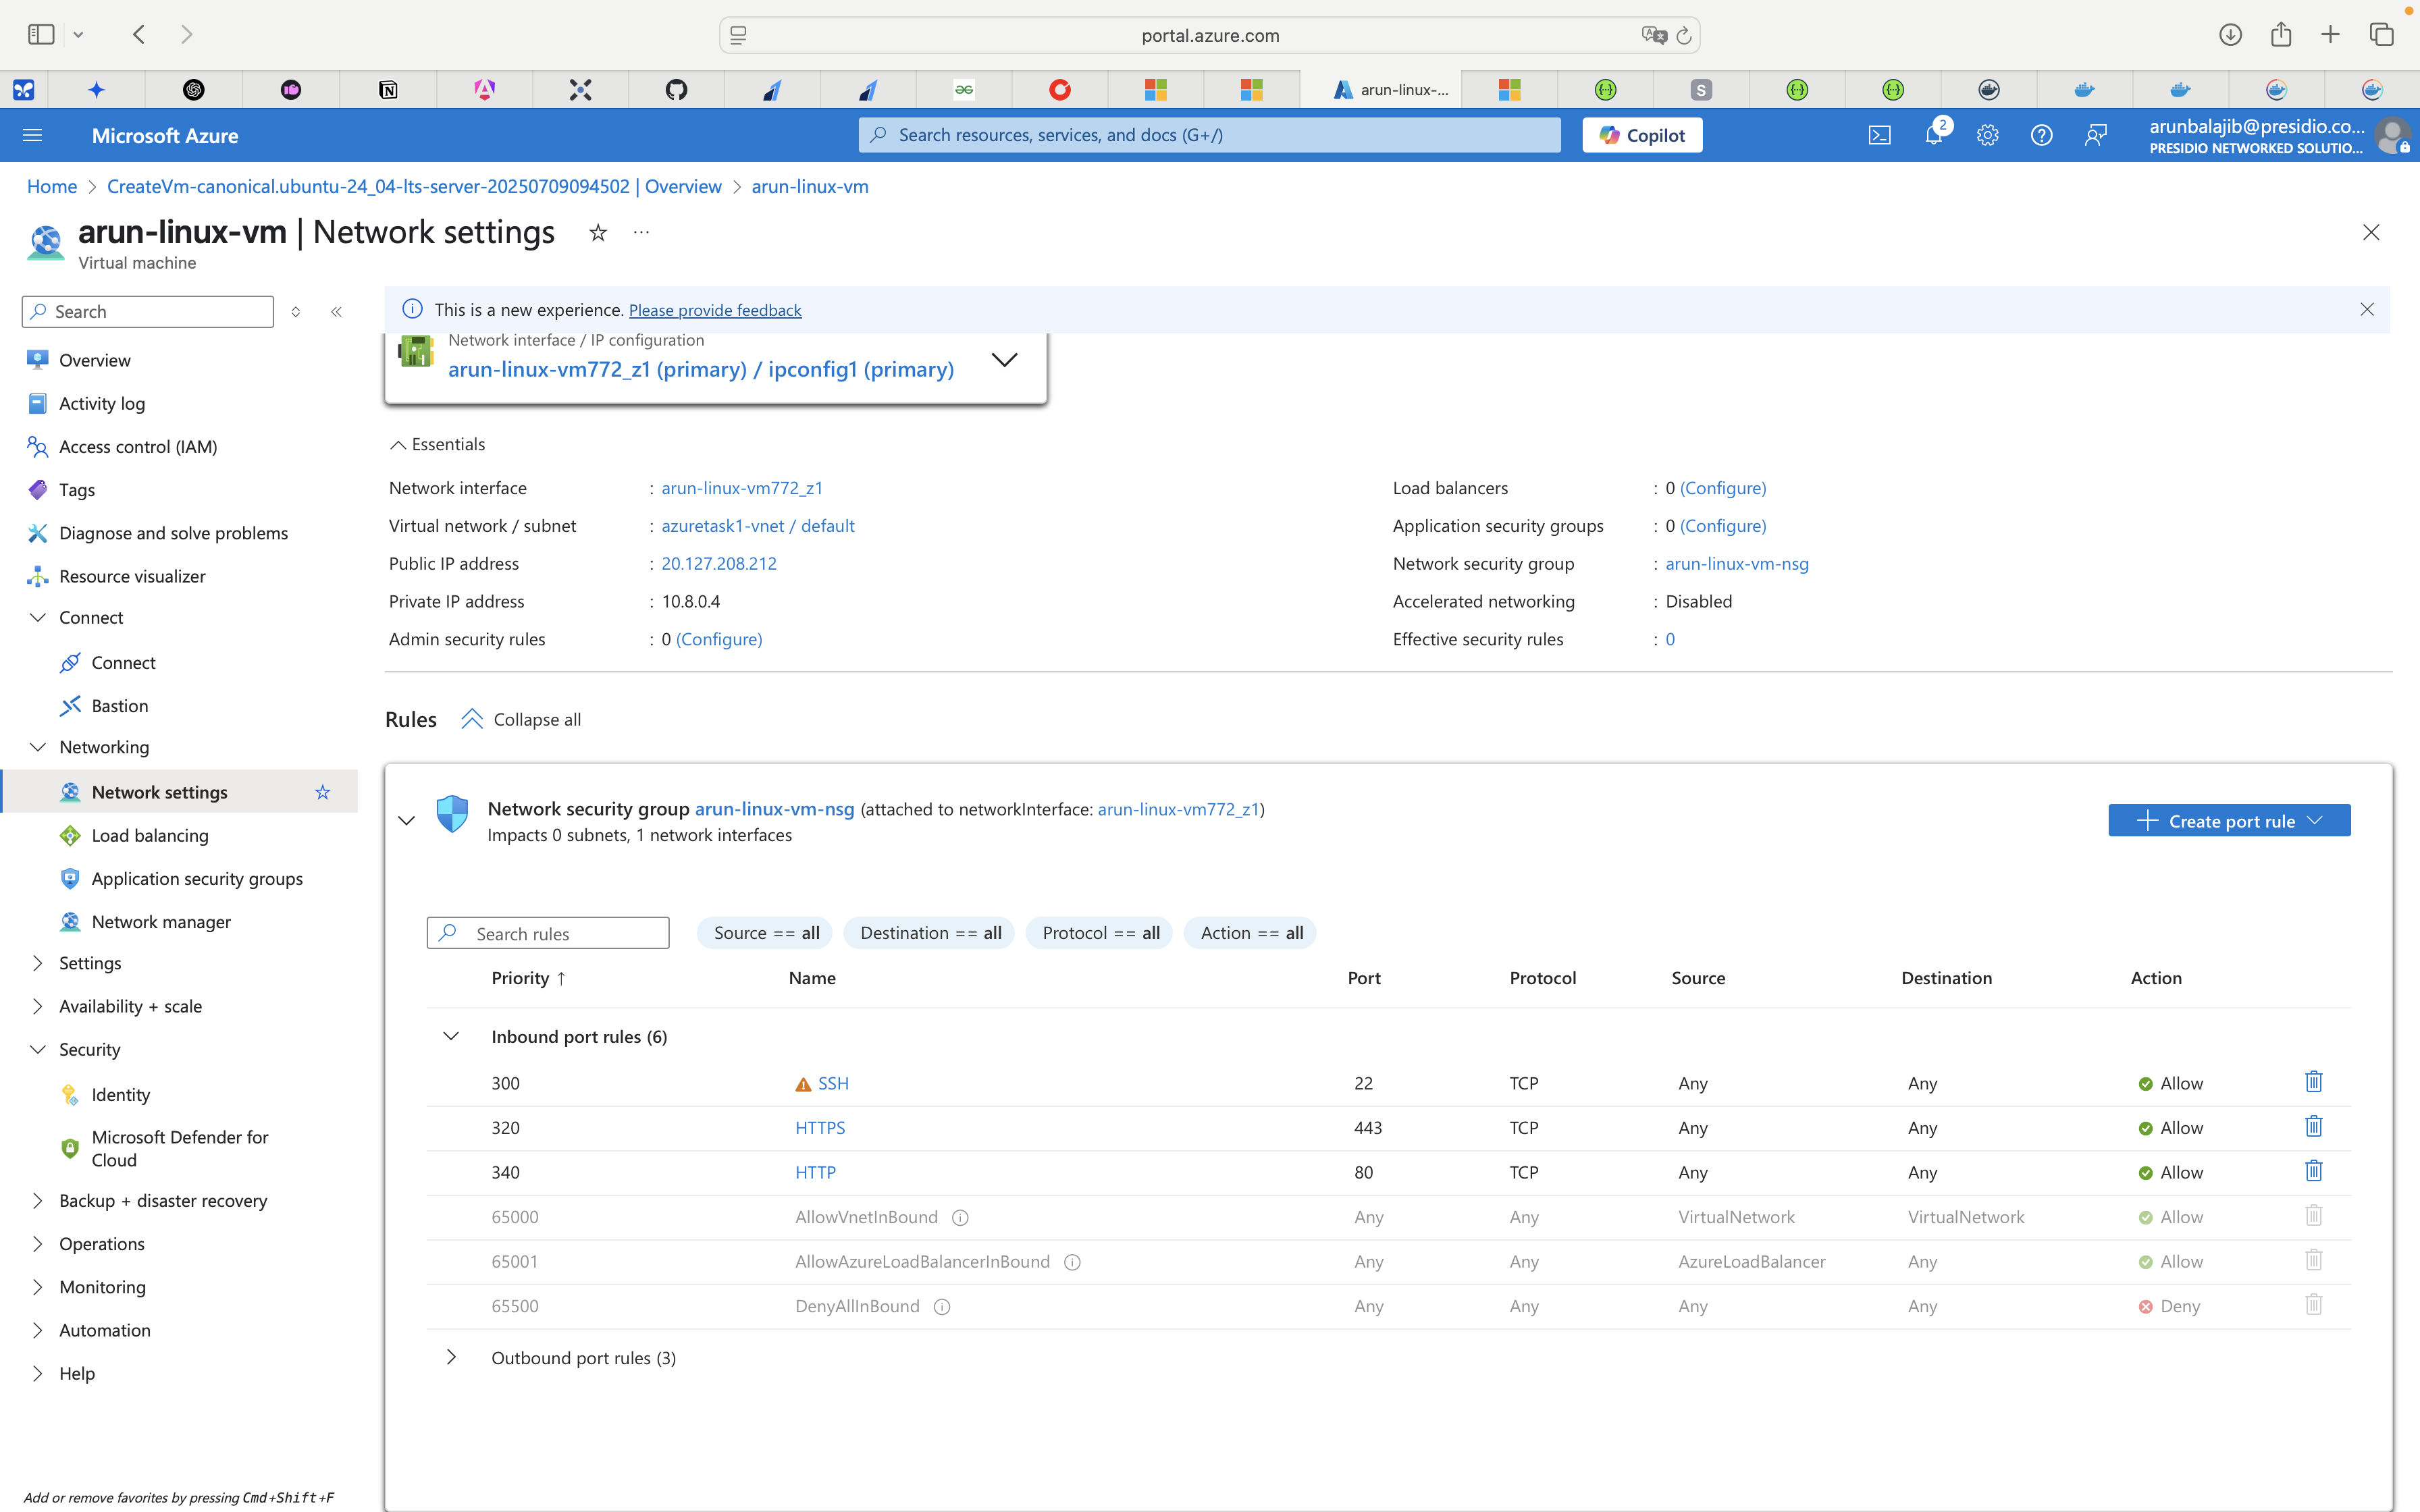 portal.azure.com
arun-linux-...
Microsoft Azure
Search resources, services, and docs (G+/)
Copilot
2
arunbalajib@presidio.co...
PRESIDIO NETWORKED SOLUTIO...
Home > CreateVm-canonical.ubuntu-24_04-lts-server-20250709094502 | Overview > arun-linux-vm
arun-linux-vm | Network settings
Virtual machine
Search
Overview
Activity log
Access control (IAM)
Tags
Diagnose and solve problems
Resource visualizer
Connect
Connect
Bastion
Networking
Network settings
Load balancing
Application security groups
Network manager
Settings
Availability + scale
Security
Identity
Microsoft Defender for
Cloud
Backup + disaster recovery
Operations
Monitoring
Automation
Help
Add or remove favorites by pressing Cmd+Shift+F
This is a new experience. Please provide feedback
Network interface / IP configuration
arun-linux-vm772_z1 (primary) / ipconfig1 (primary)
Essentials
Network interface : arun-linux-vm772_z1
Virtual network / subnet : azuretask1-vnet / default
Public IP address : 20.127.208.212
Private IP address : 10.8.0.4
Admin security rules : 0 (Configure)
Load balancers : 0 (Configure)
Application security groups : 0 (Configure)
Network security group : arun-linux-vm-nsg
Accelerated networking : Disabled
Effective security rules : 0
Rules Collapse all
Network security group arun-linux-vm-nsg (attached to networkInterface: arun-linux-vm772_z1)
Impacts 0 subnets, 1 network interfaces
Create port rule
Search rules Source == all Destination == all Protocol == all Action == all
Priority ↑ Name Port Protocol Source Destination Action
Inbound port rules (6)
300 SSH 22 TCP Any Any Allow
320 HTTPS 443 TCP Any Any Allow
340 HTTP 80 TCP Any Any Allow
65000 AllowVnetInBound Any Any VirtualNetwork VirtualNetwork Allow
65001 AllowAzureLoadBalancerInBound Any Any AzureLoadBalancer Any Allow
65500 DenyAllInBound Any Any Any Any Deny
Outbound port rules (3)